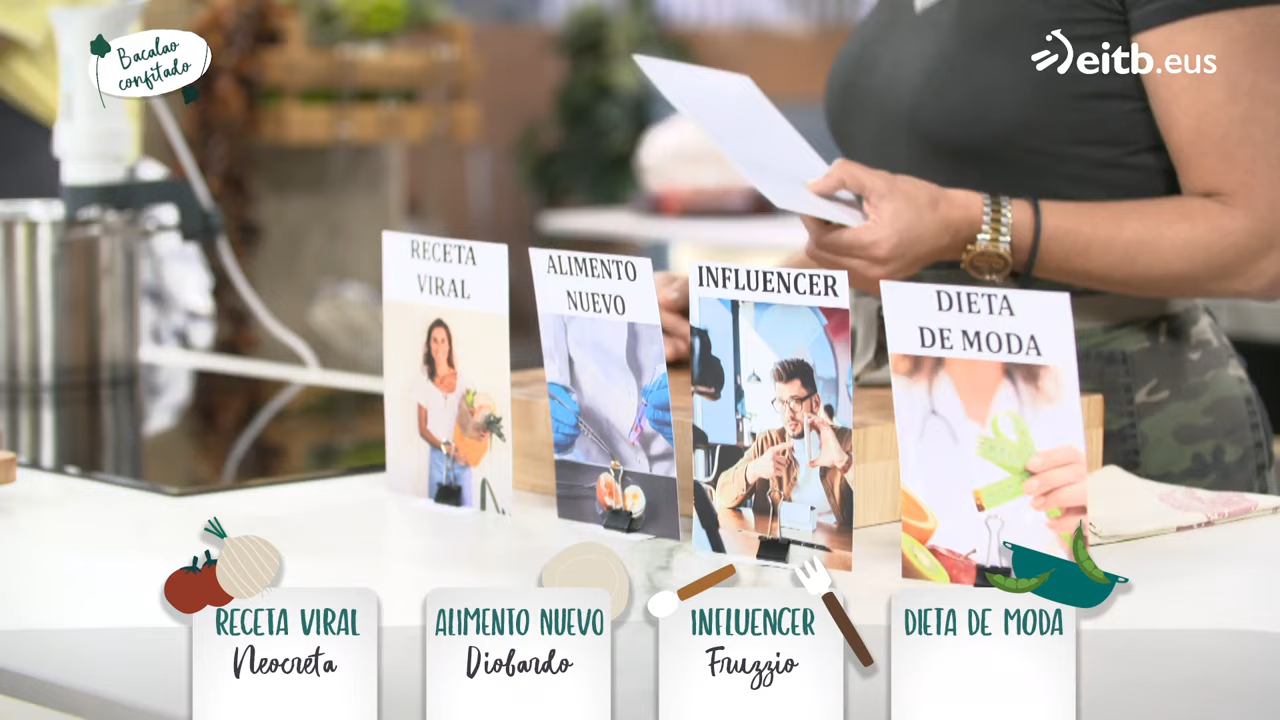 Bacalao
confitado
eitb.eus
RECETA
VIRAL
ALIMENTO
NUEVO
INFLUENCER
DIETA
DE MODA
RECETA VIRAL
Neocreta
ALIMENTO NUEVO
Diobardo
INFLUENCER
Fruzzio
DIETA DE MODA